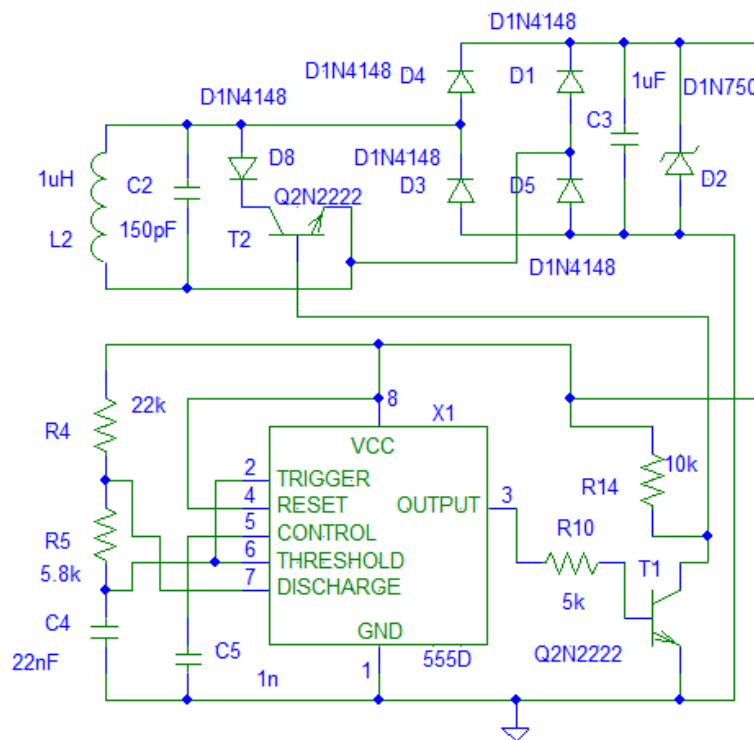 D1N4148
D1N4148 D4 D1 1uF D1N750
D1N4148 C3
D8 D1N4148
1uH C2 D3 D5 D2
Q2N2222
L2 150pF T2
D1N4148
22k 8 X1
R4 VCC 10k
2 TRIGGER
4 RESET OUTPUT 3 R14
R5 5 CONTROL R10
5.8k 6 THRESHOLD T1
7 DISCHARGE 5k
C4 GND
22nF C5 1n 1 555D Q2N2222